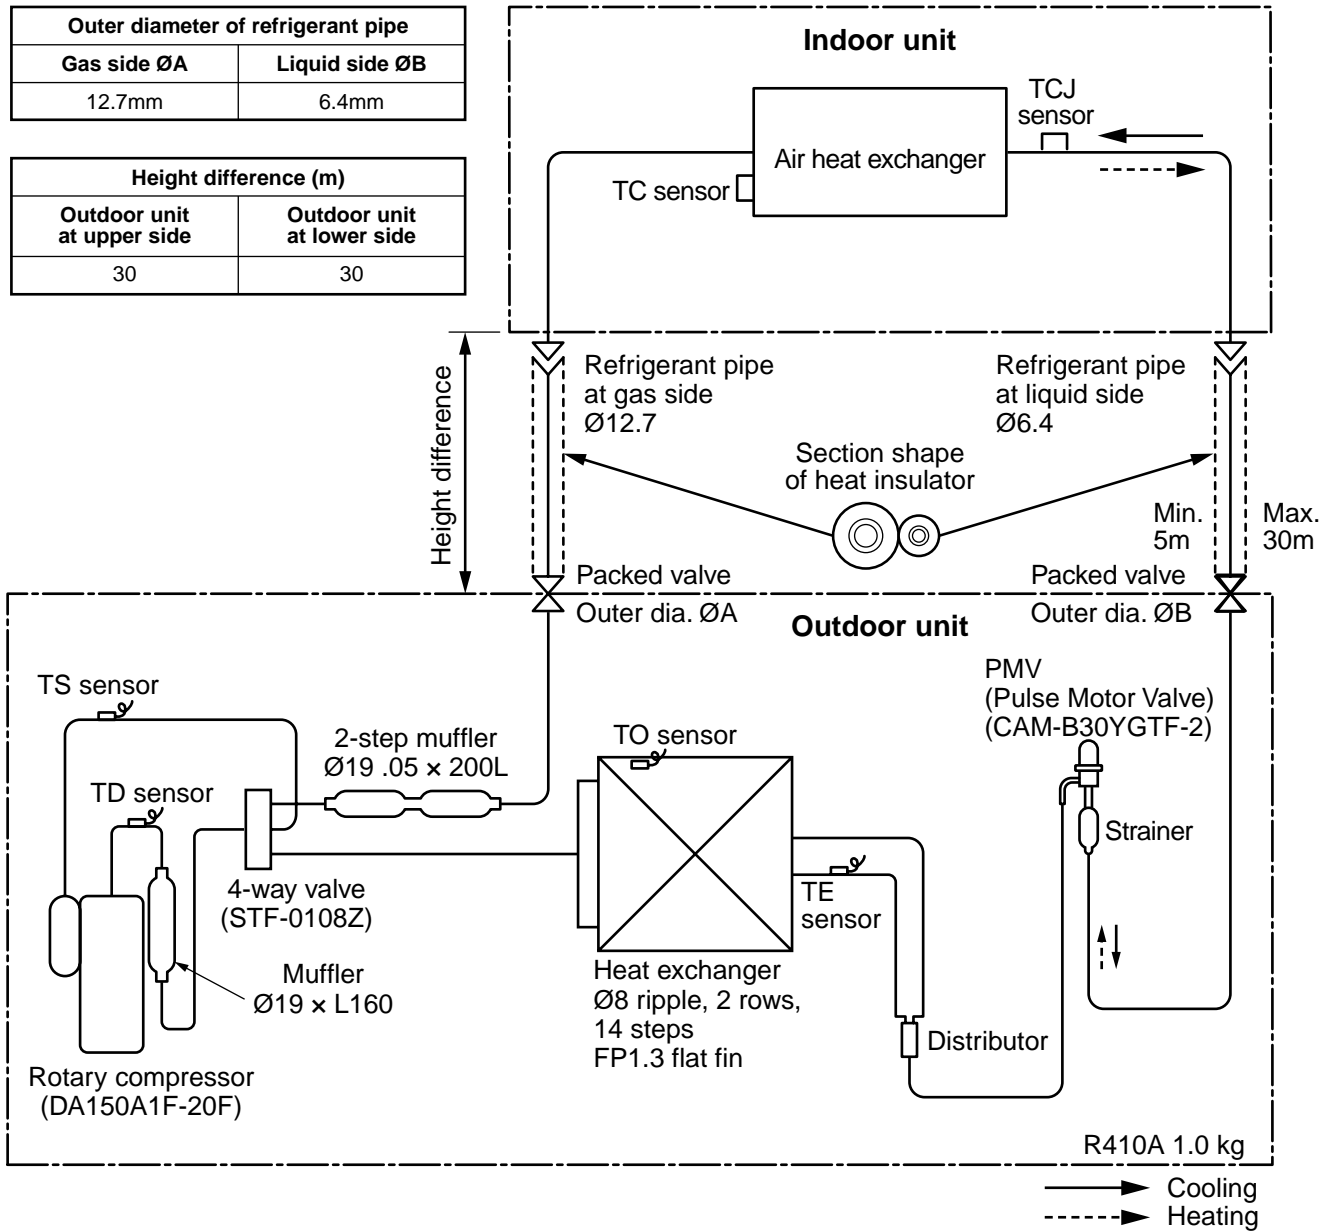 Outer diameter of refrigerant pipe
Gas side ØA
Liquid side ØB
12.7mm
6.4mm
Height difference (m)
Outdoor unit
at upper side
Outdoor unit
at lower side
30
30
Indoor unit
TCJ
sensor
Air heat exchanger
TC sensor
Height difference
Refrigerant pipe
at gas side
Ø12.7
Refrigerant pipe
at liquid side
Ø6.4
Section shape
of heat insulator
Min.
5m
Max.
30m
Packed valve
Outer dia. ØA
Packed valve
Outer dia. ØB
Outdoor unit
TS sensor
2-step muffler
Ø19 .05 × 200L
TD sensor
4-way valve
(STF-0108Z)
Muffler
Ø19 × L160
Rotary compressor
(DA150A1F-20F)
TO sensor
TE
sensor
Heat exchanger
Ø8 ripple, 2 rows,
14 steps
FP1.3 flat fin
PMV
(Pulse Motor Valve)
(CAM-B30YGTF-2)
Strainer
Distributor
R410A 1.0 kg
Cooling
Heating